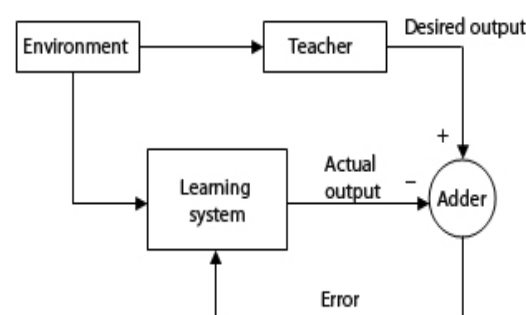 Environment
Teacher
Desired output
+
Learning
system
Actual
output
−
Adder
Error